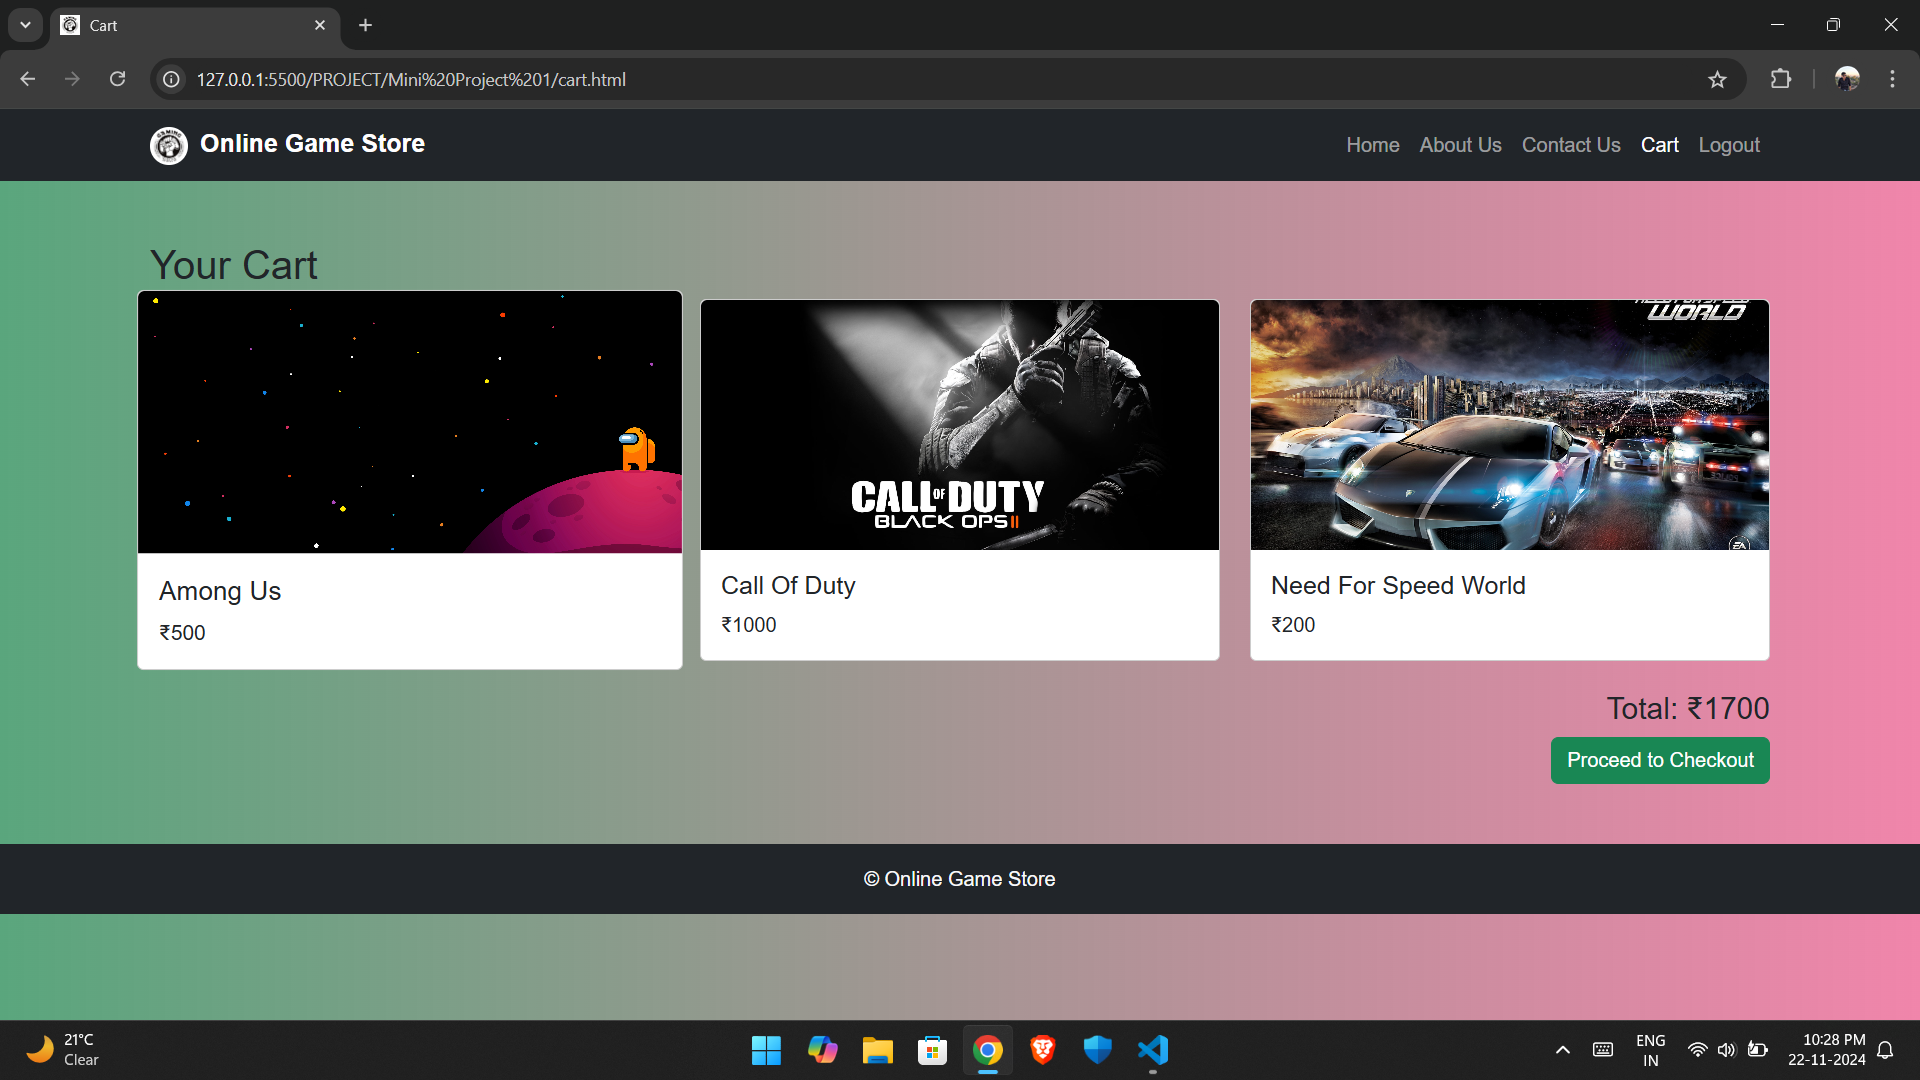 Cart
127.0.0.1:5500/PROJECT/Mini%20Project%201/cart.html
GAMING
Online Game Store
Home About Us Contact Us Cart Logout
Your Cart
WORLD
CALL OF DUTY
BLACK OPS II
EA
Among Us
₹500
Call Of Duty
₹1000
Need For Speed World
₹200
Total: ₹1700
Proceed to Checkout
© Online Game Store
21°C
Clear
ENG
IN
10:28 PM
22-11-2024